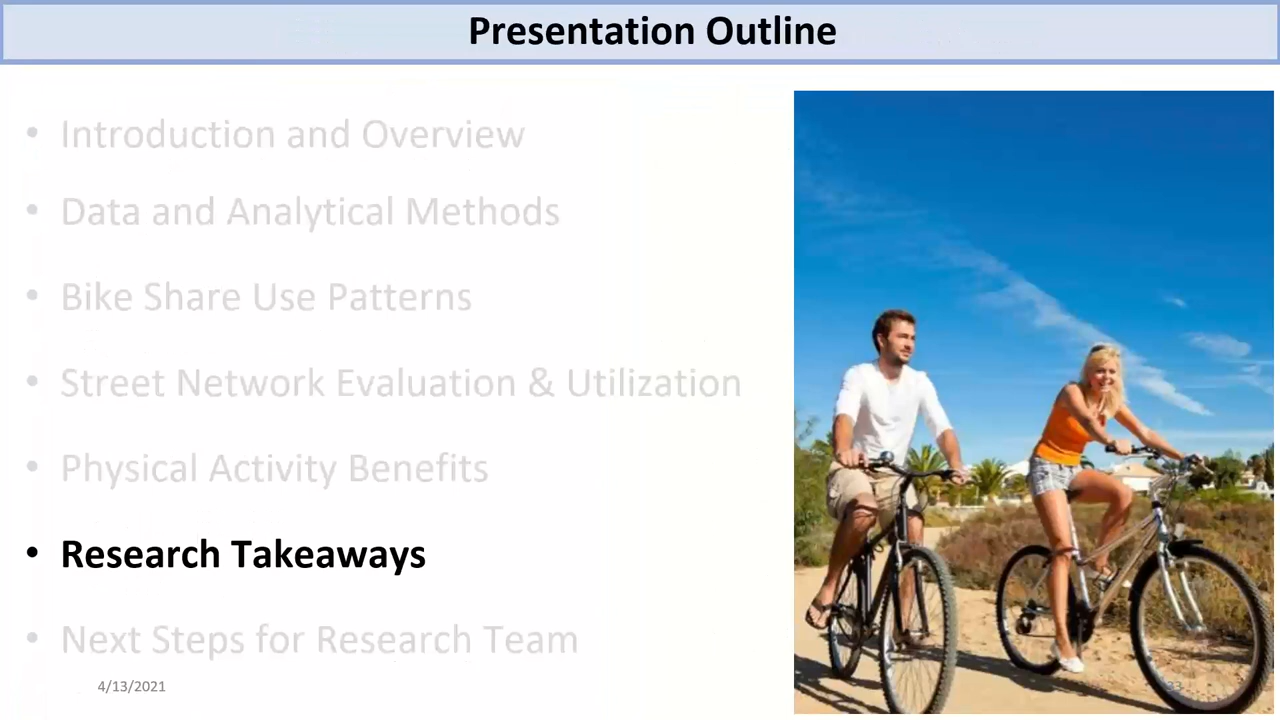 Presentation Outline
• Introduction and Overview
• Data and Analytical Methods
• Bike Share Use Patterns
• Street Network Evaluation & Utilization
• Physical Activity Benefits
• Research Takeaways
• Next Steps for Research Team
4/13/2021
33